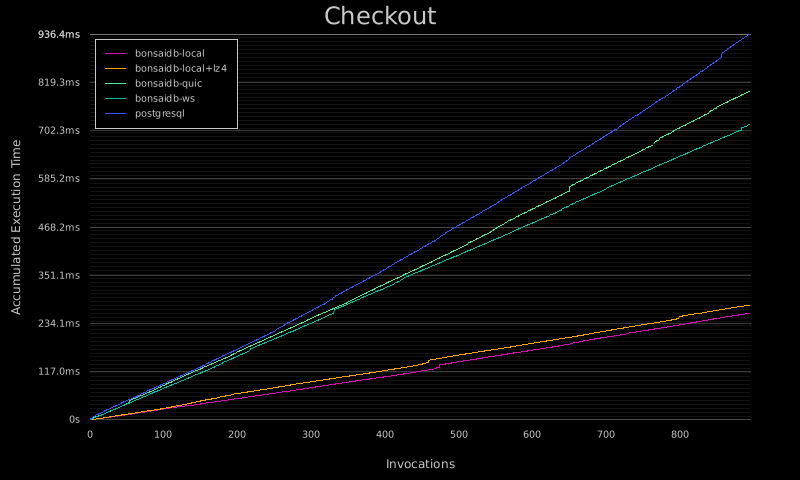 Checkout
936.4ms
819.3ms
702.3ms
585.2ms
468.2ms
351.1ms
234.1ms
117.0ms
0s
Accumulated Execution Time
bonsaidb-local
bonsaidb-local+lz4
bonsaidb-quic
bonsaidb-ws
postgresql
0 100 200 300 400 500 600 700 800
Invocations